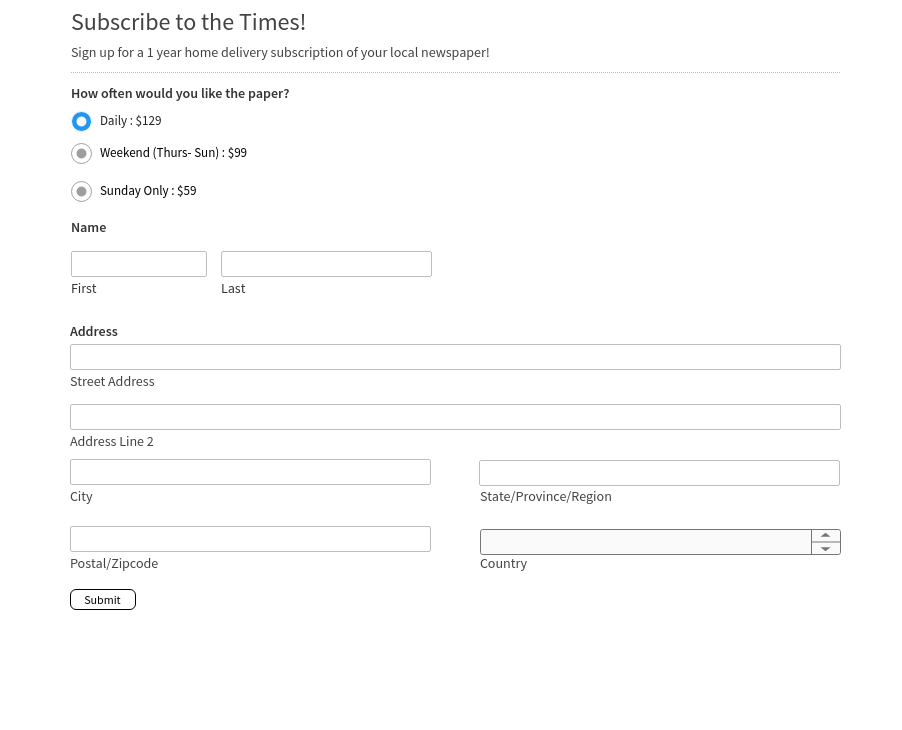 Subscribe to the Times!
Sign up for a 1 year home delivery subscription of your local newspaper!
How often would you like the paper?
Daily : $129
Weekend (Thurs- Sun) : $99
Sunday Only : $59
Name
First
Last
Address
Street Address
Address Line 2
City
State/Province/Region
Postal/Zipcode
Country
Submit